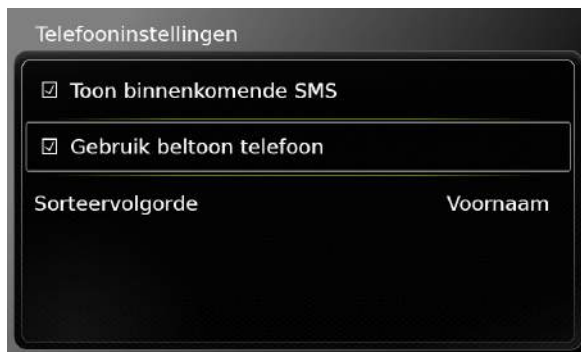 Telefooninstellingen
☑ Toon binnenkomende SMS
☑ Gebruik beltoon telefoon
Sorteervolgorde Voornaam